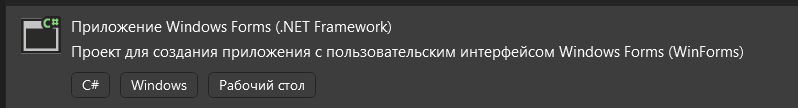 C#
Приложение Windows Forms (.NET Framework)
Проект для создания приложения с пользовательским интерфейсом Windows Forms (WinForms)
C# Windows Рабочий стол